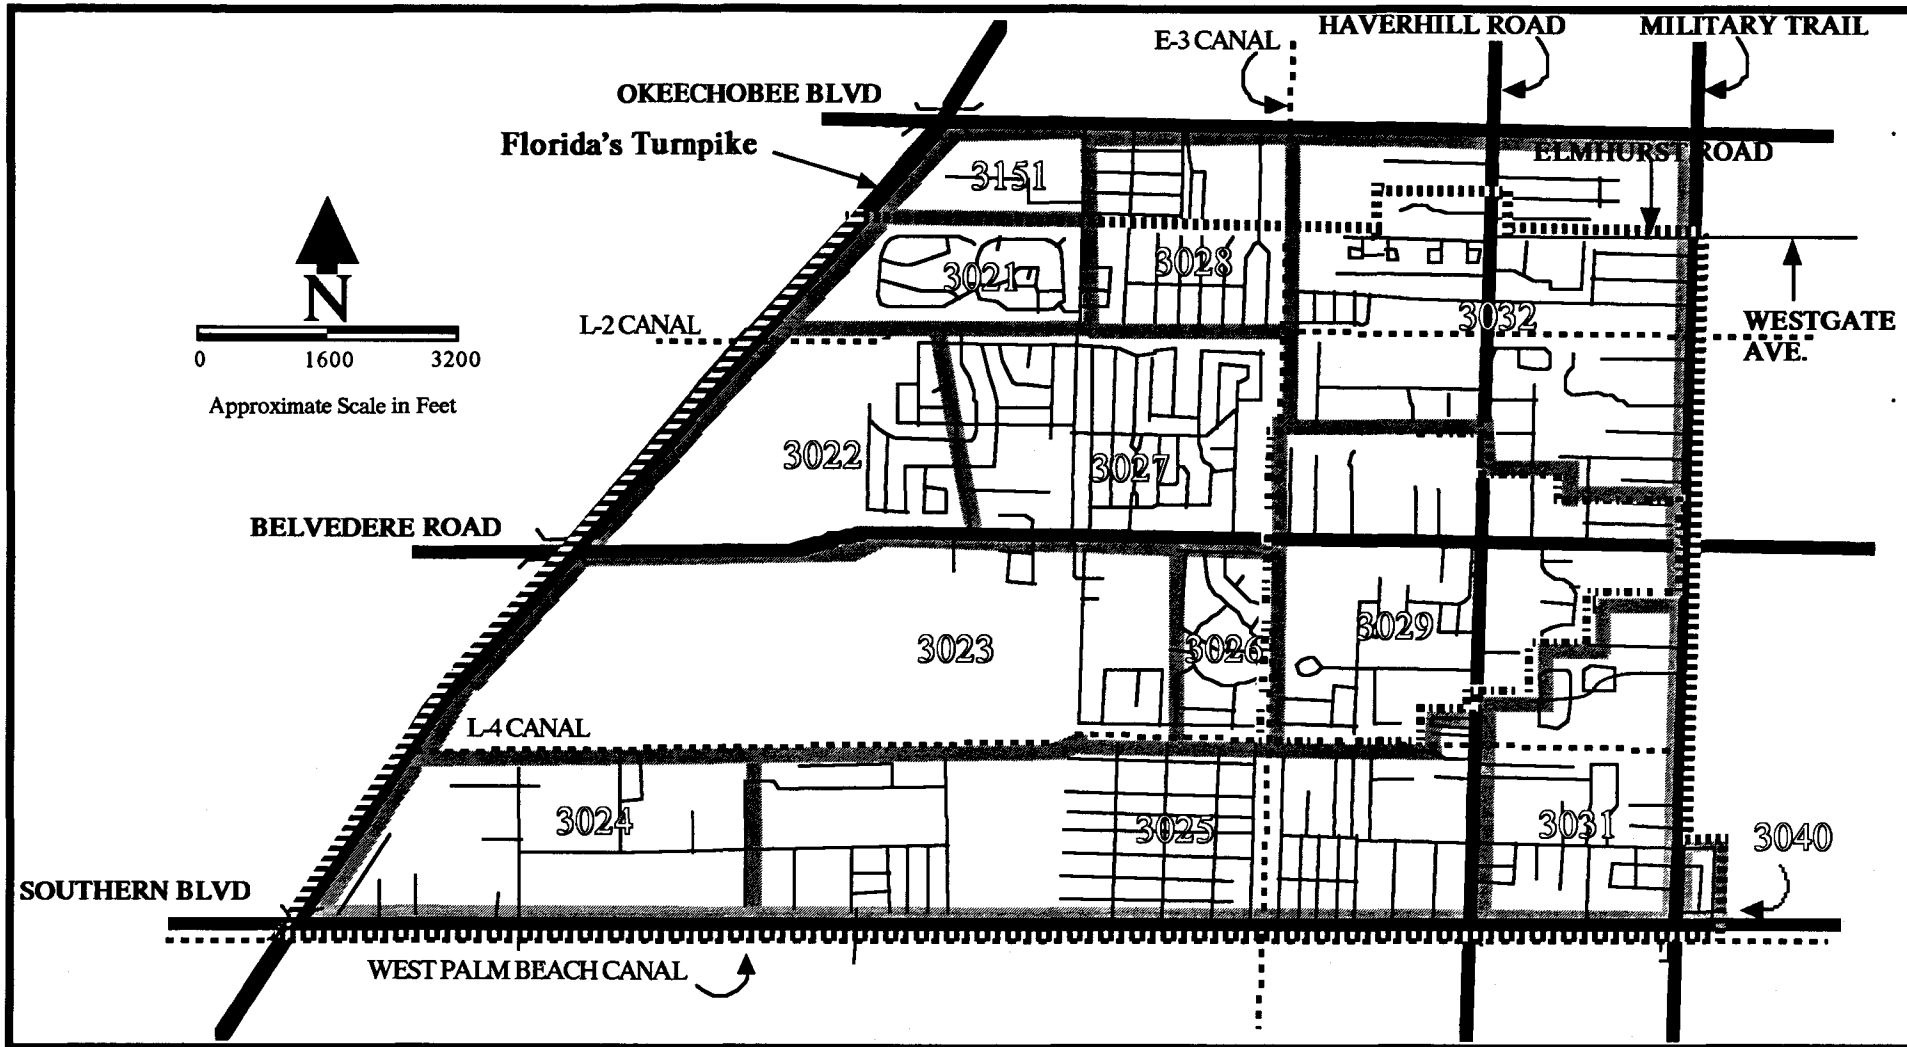 HAVERHILL ROAD
MILITARY TRAIL
E-3 CANAL
OKEECHOBEE BLVD
Florida's Turnpike
ELMHURST ROAD
3151
3021
3028
N
L-2 CANAL
3032
WESTGATE
AVE.
0 1600 3200
Approximate Scale in Feet
3022
3027
BELVEDERE ROAD
3023
3026
3029
L-4 CANAL
3024
3025
3031
3040
SOUTHERN BLVD
WEST PALM BEACH CANAL